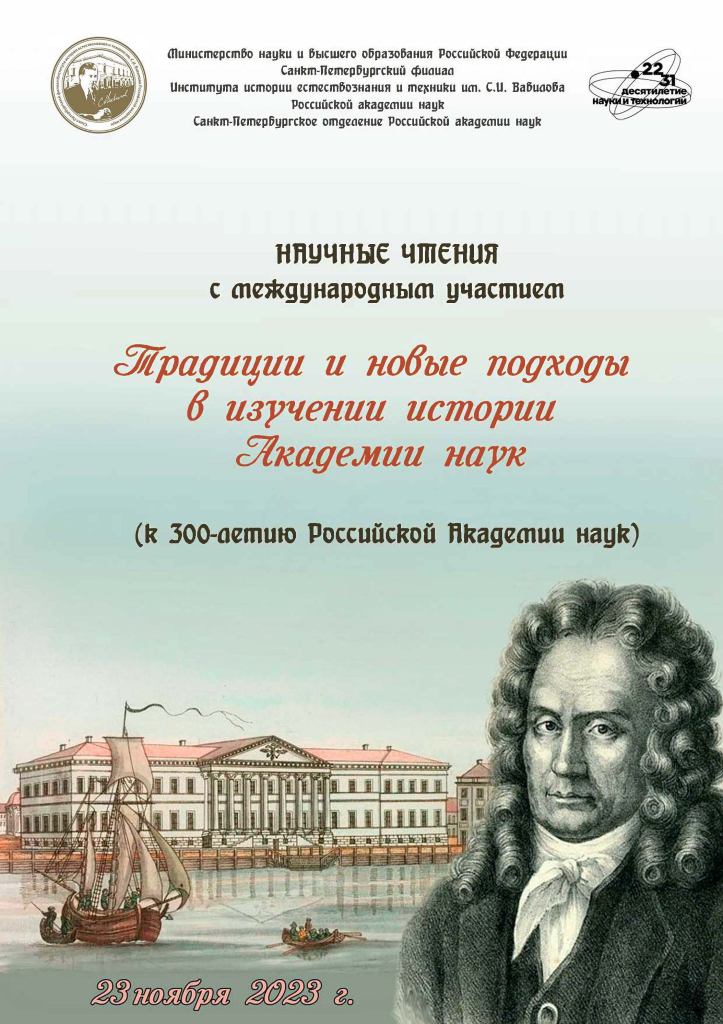 Министерство науки и высшего образования Российской Федерации
Санкт-Петербургский филиал
Института истории естествознания и техники им. С.И. Вавилова
Российской академии наук
Санкт-Петербургское отделение Российской академии наук
22
31
десятилетие
науки и технологий
НАУЧНЫЕ ЧТЕНИЯ
с международным участием
Традиции и новые подходы
в изучении истории
Академии наук
(к 300-летию Российской Академии наук)
23 ноября 2023 г.